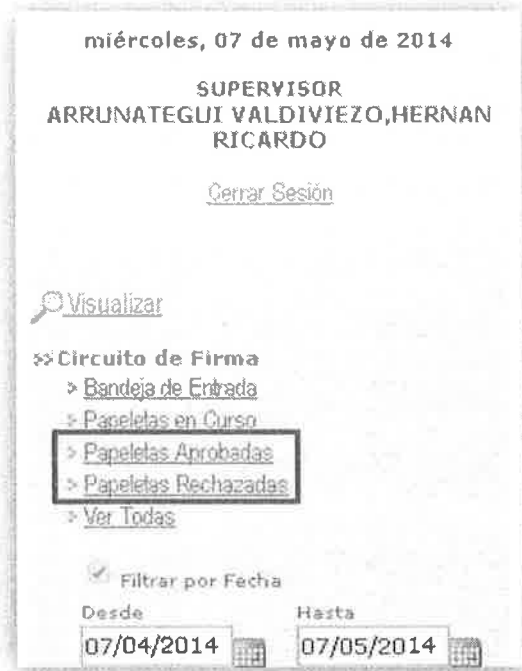 miércoles, 07 de mayo de 2014
SUPERVISOR
ARRUNATEGUI VALDIVIEZO,HERNAN
RICARDO
Cerrar Sesión
Visualizar
Circuito de Firma
> Bandeja de Entrada
> Papeletas en Curso
> Papeletas Aprobadas
> Papeletas Rechazadas
> Ver Todas
Filtrar por Fecha
Desde Hasta
07/04/2014 07/05/2014